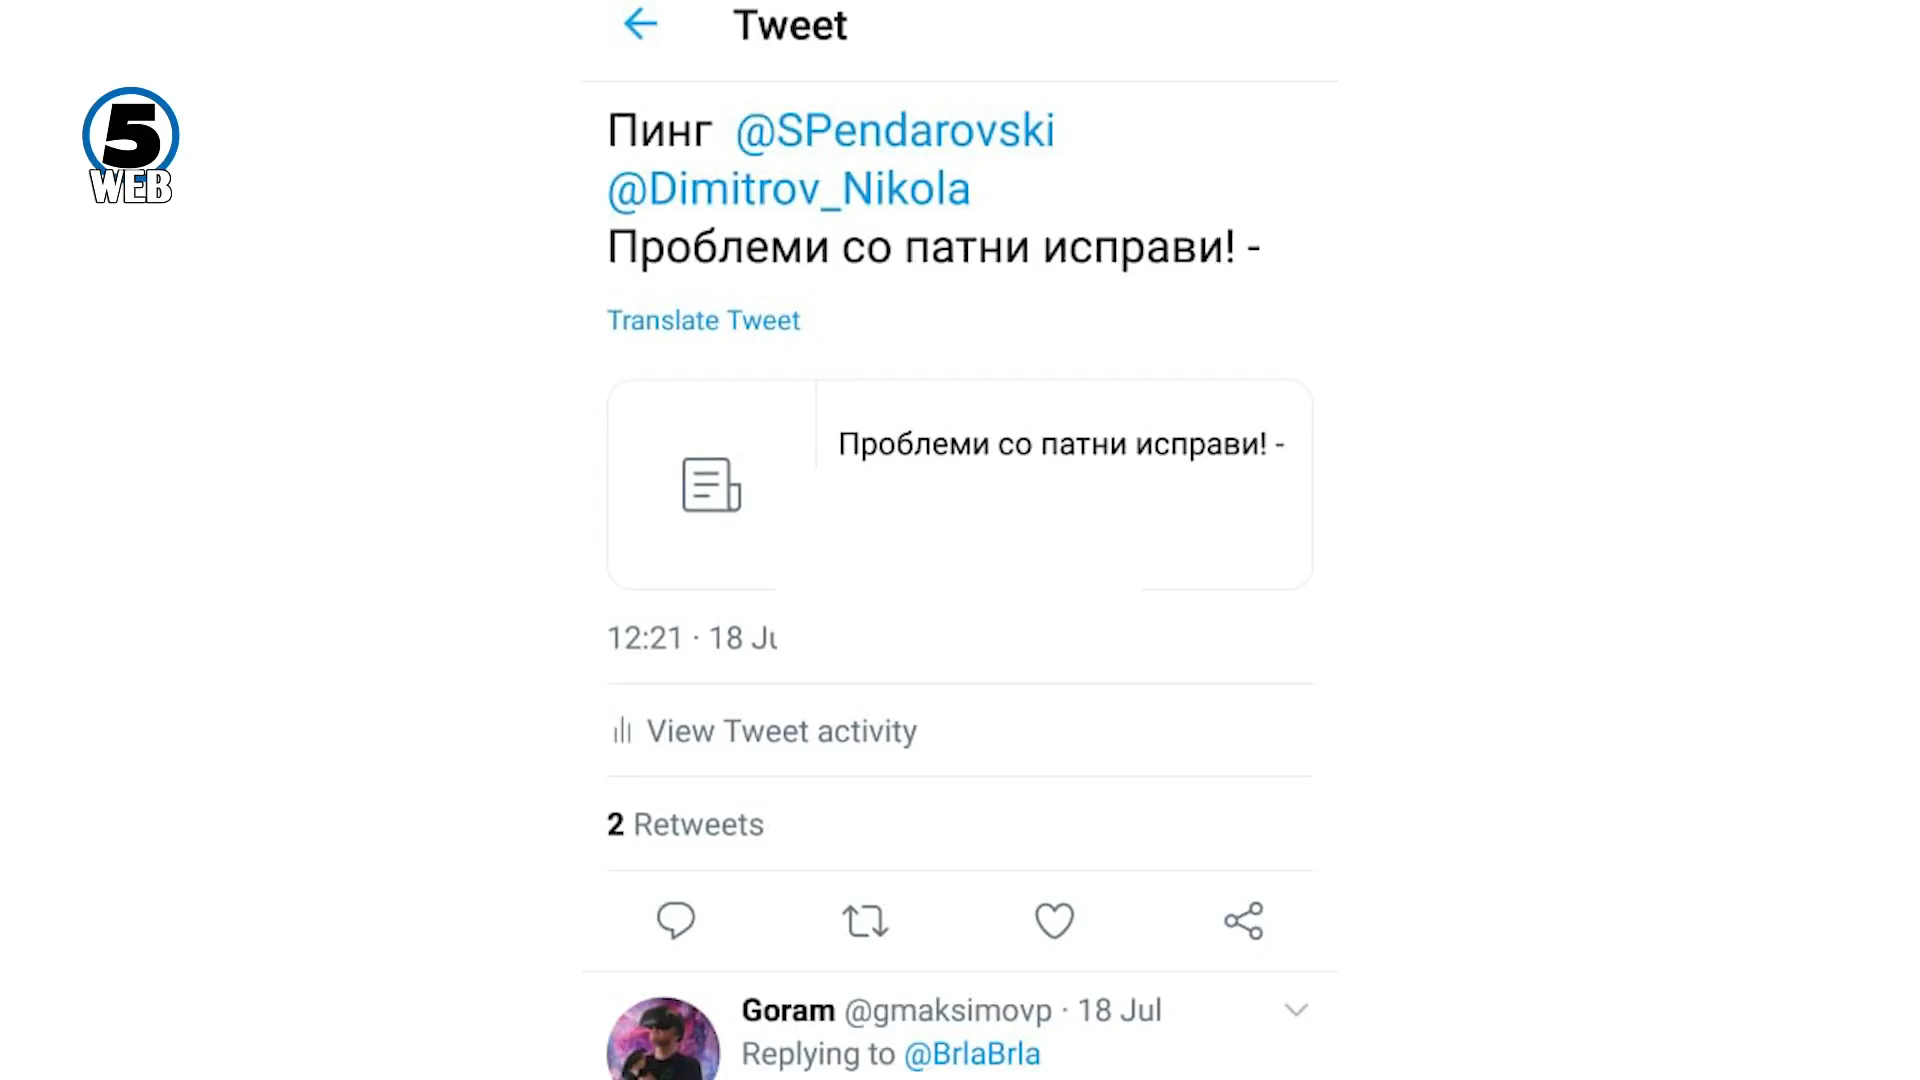 Tweet
5
WEB
Пинг @SPendarovski
@Dimitrov_Nikola
Проблеми со патни исправи! -
Translate Tweet
Проблеми со патни исправи! -
12:21 · 18 Ju
View Tweet activity
2 Retweets
Goram @gmaksimovp · 18 Jul
Replying to @BrlaBrla